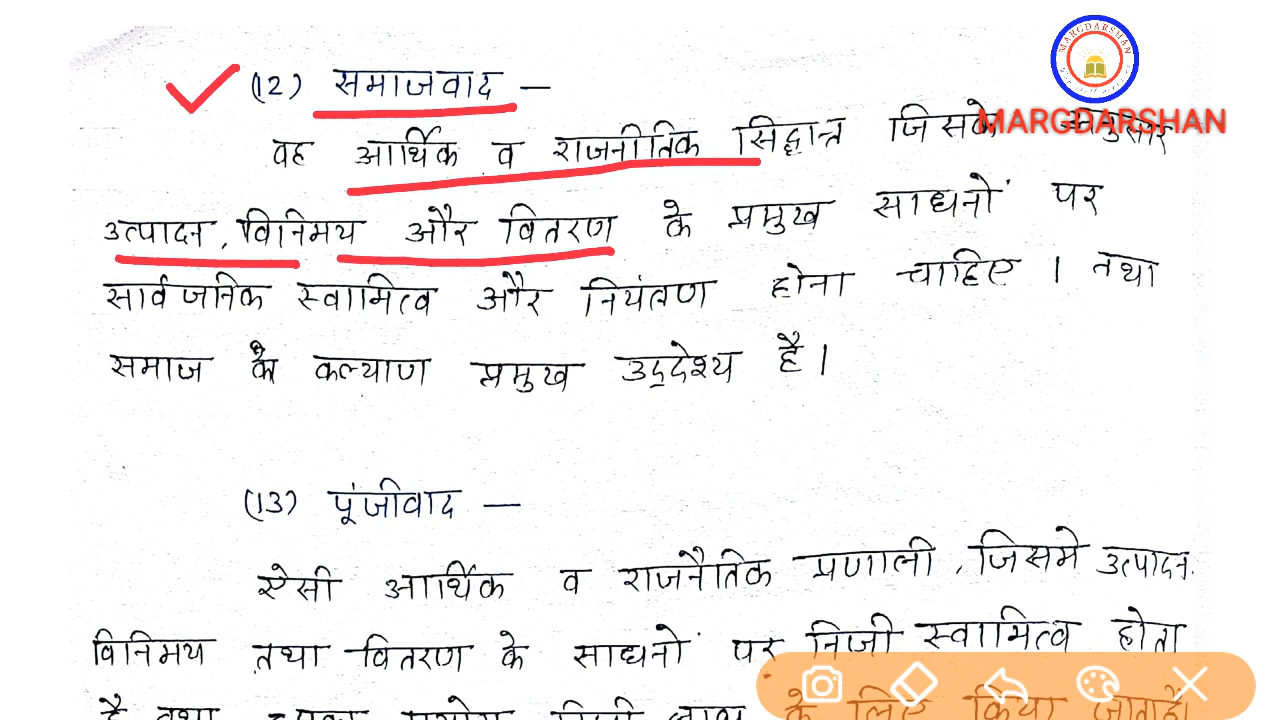 MARGDARSHAN
MARGDARSHAN
(12) समाजवाद —
वह आर्थिक व राजनीतिक सिद्धान्त जिसके अनुसार
उत्पादन, विनिमय और वितरण के प्रमुख साधनों पर
सार्वजनिक स्वामित्व और नियंत्रण होना चाहिए । तथा
समाज के कल्याण प्रमुख उद्देश्य है ।
(13) पूंजीवाद —
ऐसी आर्थिक व राजनैतिक प्रणाली, जिसमे उत्पादन,
विनिमय तथा वितरण के साधनों पर निजी स्वामित्व होता
है तथा के लिए किया जाता है